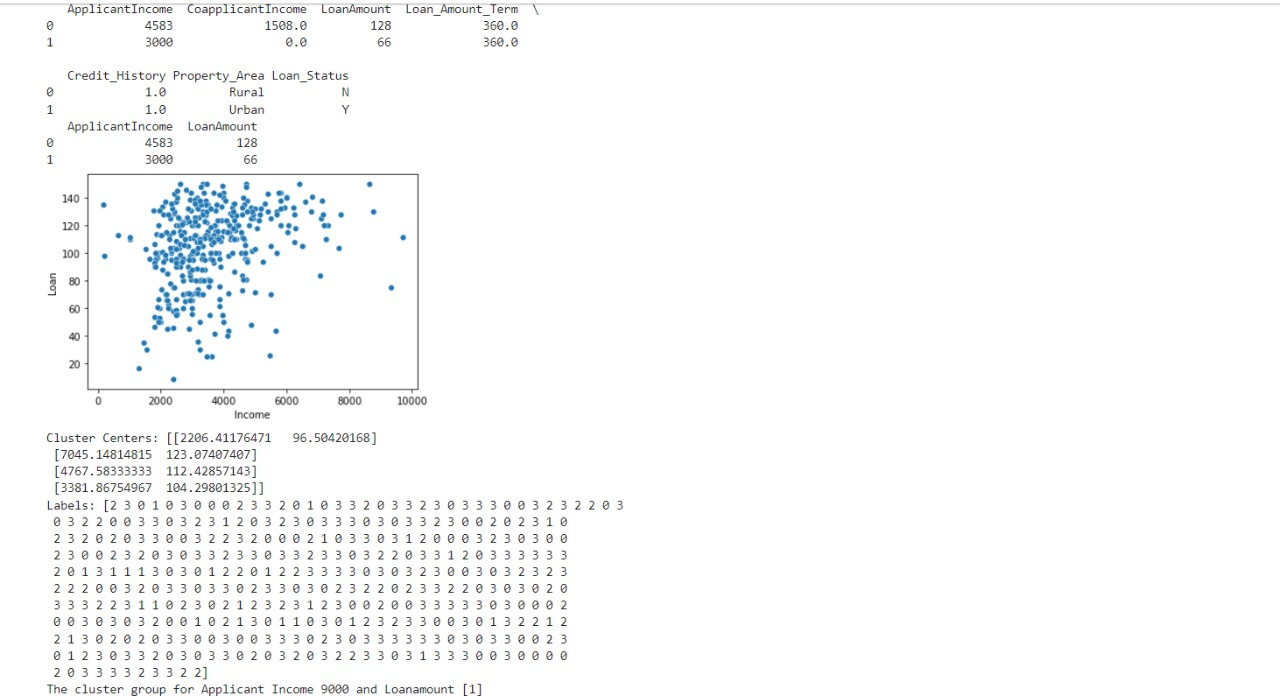 ApplicantIncome CoapplicantIncome LoanAmount Loan_Amount_Term \
0 4583 1508.0 128 360.0
1 3000 0.0 66 360.0
Credit_History Property_Area Loan_Status
0 1.0 Rural N
1 1.0 Urban Y
ApplicantIncome LoanAmount
0 4583 128
1 3000 66
140
120
100
80
60
40
20
Loan
0 2000 4000 6000 8000 10000
Income
Cluster Centers: [[2206.41176471 96.50420168]
[7045.14814815 123.07407407]
[4767.58333333 112.42857143]
[3381.86754967 104.29801325]]
Labels: [2 3 0 1 0 3 0 0 0 2 3 3 2 0 1 0 3 3 2 0 3 3 2 3 0 3 3 3 0 0 3 2 3 2 2 0 3
0 3 2 2 0 0 3 3 0 3 2 3 1 2 0 3 2 3 0 3 3 3 0 3 0 3 3 2 3 0 0 2 0 2 3 1 0
2 3 2 0 2 0 3 3 0 0 3 2 2 3 2 0 0 0 2 1 0 3 3 0 3 1 2 0 0 0 3 2 3 0 3 0 0
2 3 0 0 2 3 2 0 3 0 3 3 2 3 3 0 3 3 2 3 3 0 3 2 2 0 3 3 1 2 0 3 3 3 3 3 3
2 0 1 3 1 1 1 3 0 3 0 1 2 2 0 1 2 2 3 3 3 3 0 3 0 3 2 3 0 0 3 0 3 2 3 2 3
2 2 2 0 0 3 2 0 3 3 0 3 3 0 2 3 3 0 3 0 2 3 2 2 0 2 3 3 2 2 0 3 0 3 0 2 0
3 3 3 2 2 3 1 1 0 2 3 0 2 1 2 3 2 3 1 2 3 0 0 2 0 0 3 3 3 3 3 0 3 0 0 0 2
0 0 3 0 3 0 3 2 0 0 1 0 2 1 3 0 1 1 0 3 0 1 2 3 2 3 3 0 0 3 0 1 3 2 2 1 2
2 1 3 0 2 0 2 0 3 3 0 0 3 0 0 3 3 3 0 2 3 0 3 3 3 3 0 3 0 3 3 0 0 2 3
0 1 2 3 0 3 3 2 0 3 0 3 3 0 2 0 3 2 0 3 2 2 3 3 0 3 1 3 3 3 0 0 3 0 0 0 0
2 0 3 3 3 3 2 3 3 2 2]
The cluster group for Applicant Income 9000 and Loanamount [1]